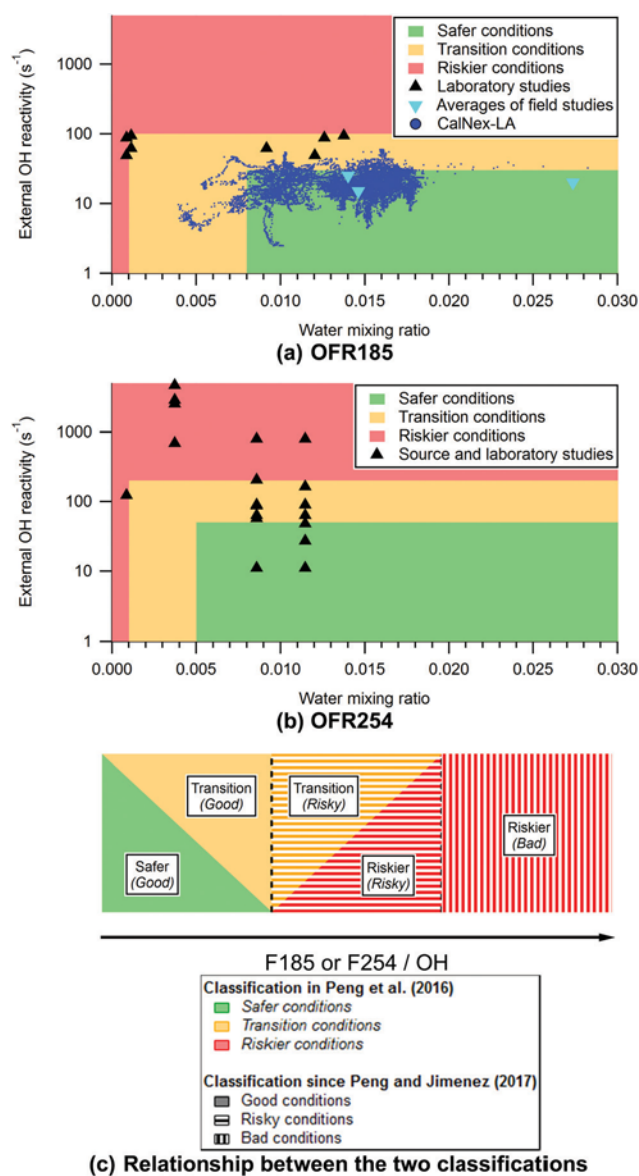 Safer conditions
Transition conditions
Riskier conditions
Laboratory studies
Averages of field studies
CalNex-LA
External OH reactivity (s⁻¹)
1000
100
10
1
0.000 0.005 0.010 0.015 0.020 0.025 0.030
Water mixing ratio
(a) OFR185
Safer conditions
Transition conditions
Riskier conditions
Source and laboratory studies
External OH reactivity (s⁻¹)
1000
100
10
1
0.000 0.005 0.010 0.015 0.020 0.025 0.030
Water mixing ratio
(b) OFR254
Transition
(Good)
Transition
(Risky)
Riskier
(Bad)
Safer
(Good)
Riskier
(Risky)
F185 or F254 / OH
Classification in Peng et al. (2016)
Safer conditions
Transition conditions
Riskier conditions
Classification since Peng and Jimenez (2017)
Good conditions
Risky conditions
Bad conditions
(c) Relationship between the two classifications